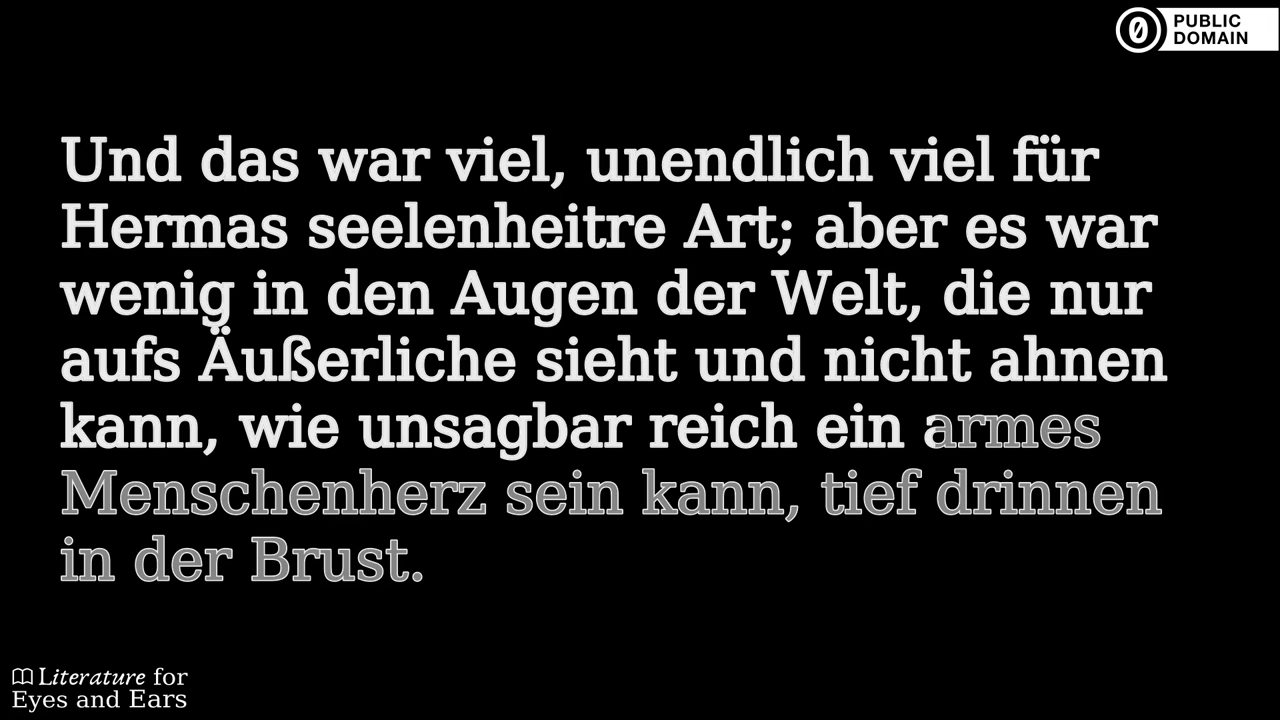 PUBLIC
DOMAIN
Und das war viel, unendlich viel für
Hermas seelenheitre Art; aber es war
wenig in den Augen der Welt, die nur
aufs Äußerliche sieht und nicht ahnen
kann, wie unsagbar reich ein armes
Menschenherz sein kann, tief drinnen
in der Brust.
Literature for
Eyes and Ears